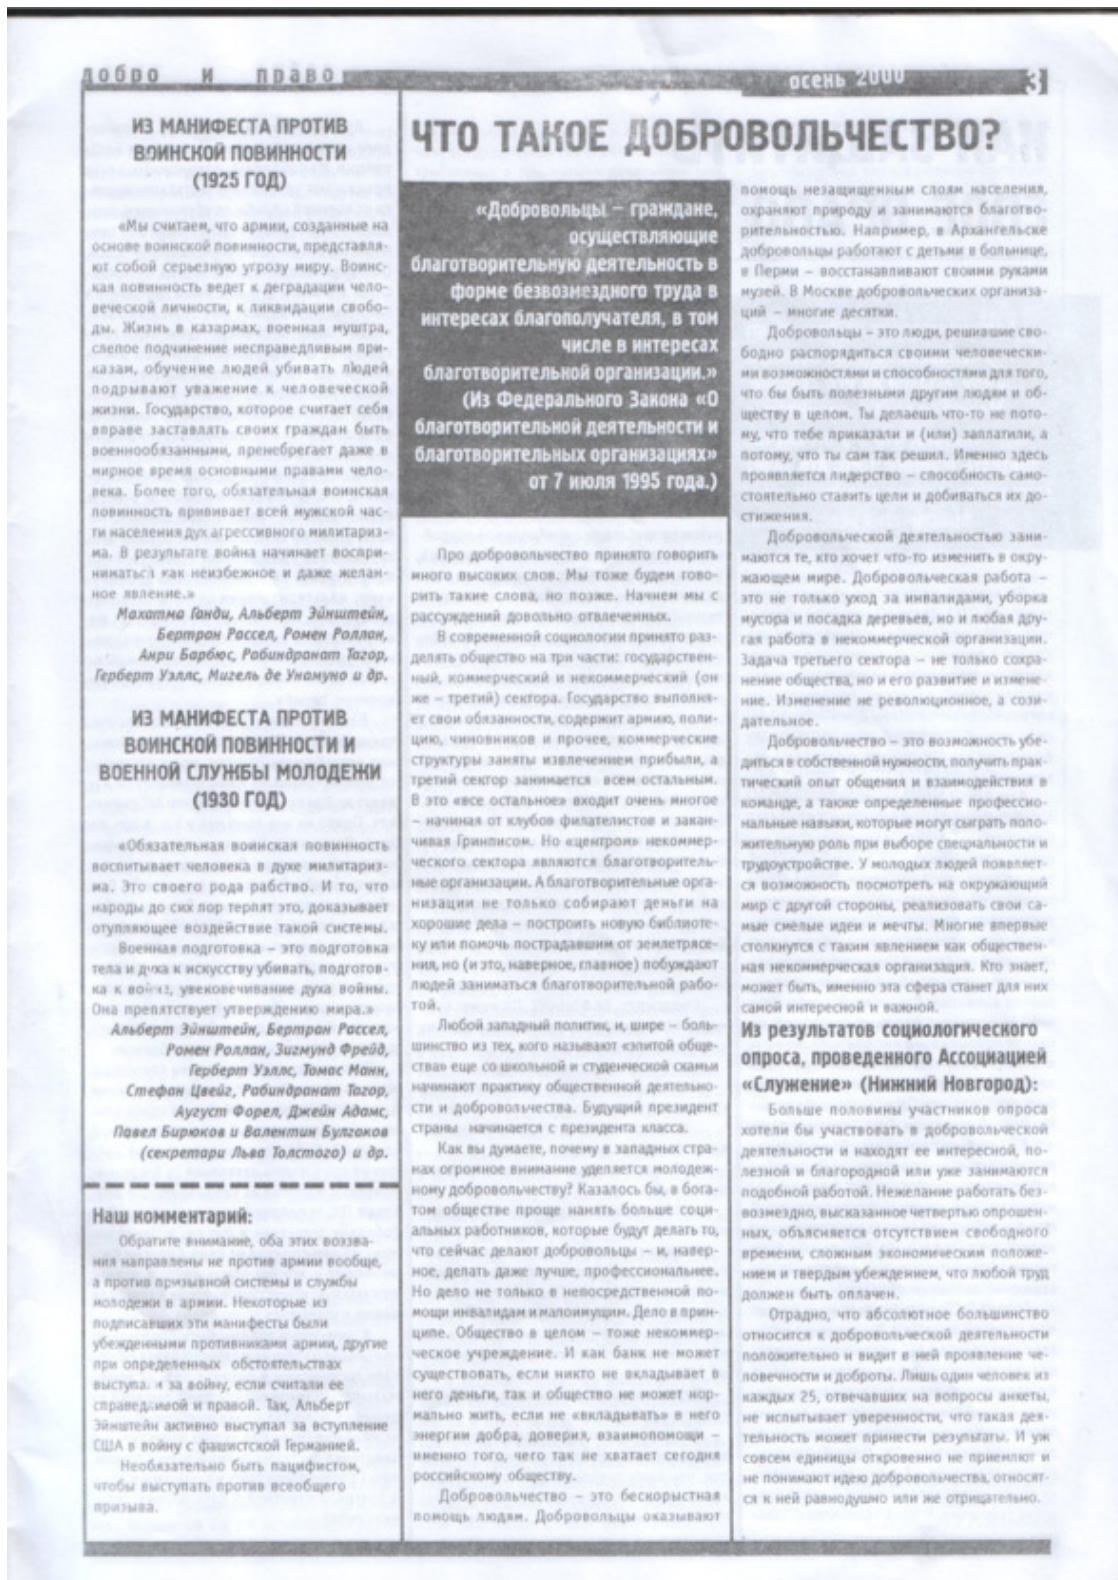 добро и право
осень 2000
3
ИЗ МАНИФЕСТА ПРОТИВ
ВОИНСКОЙ ПОВИННОСТИ
(1925 ГОД)
«Мы считаем, что армии, созданные на
основе воинской повинности, представля-
ют собой серьезную угрозу миру. Воинс-
кая повинность ведет к деградации чело-
веческой личности, к ликвидации свобо-
ды. Жизнь в казармах, военная муштра,
слепое подчинение несправедливым при-
казам, обучение людей убивать людей
подрывают уважение к человеческой
жизни. Государство, которое считает себя
вправе заставлять своих граждан быть
военнообязанными, пренебрегает даже в
мирное время основными правами чело-
века. Более того, обязательная воинская
повинность прививает всей мужской час-
ти населения дух агрессивного милитариз-
ма. В результате война начинает воспри-
ниматься как неизбежное и даже желан-
ное явление.»
Махатма Ганди, Альберт Эйнштейн,
Бертран Рассел, Ромен Роллан,
Анри Барбюс, Рабиндранат Тагор,
Герберт Уэллс, Мигель де Унамуно и др.
ИЗ МАНИФЕСТА ПРОТИВ
ВОИНСКОЙ ПОВИННОСТИ И
ВОЕННОЙ СЛУЖБЫ МОЛОДЕЖИ
(1930 ГОД)
«Обязательная воинская повинность
воспитывает человека в духе милитариз-
ма. Это своего рода рабство. И то, что
народы до сих пор терпят это, доказывает
отупляющее воздействие такой системы.
Военная подготовка – это подготовка
тела и духа к искусству убивать, подготов-
ка к войне, увековечивание духа войны.
Она препятствует утверждению мира.»
Альберт Эйнштейн, Бертран Рассел,
Ромен Роллан, Зигмунд Фрейд,
Герберт Уэллс, Томас Манн,
Стефан Цвейг, Рабиндранат Тагор,
Аугуст Форел, Джейн Адамс,
Павел Бирюков и Валентин Булгаков
(секретари Льва Толстого) и др.
Наш комментарий:
Обратите внимание, оба этих воззва-
ния направлены не против армии вообще,
а против призывной системы и службы
молодежи в армии. Некоторые из
подписавших эти манифесты были
убежденными противниками армии, другие
при определенных обстоятельствах
выступали за войну, если считали ее
справедливой и правой. Так, Альберт
Эйнштейн активно выступал за вступление
США в войну с фашистской Германией.
Необязательно быть пацифистом,
чтобы выступать против всеобщего
призыва.
ЧТО ТАКОЕ ДОБРОВОЛЬЧЕСТВО?
«Добровольцы – граждане,
осуществляющие
благотворительную деятельность в
форме безвозмездного труда в
интересах благополучателя, в том
числе в интересах
благотворительной организации.»
(Из Федерального Закона «О
благотворительной деятельности и
благотворительных организациях»
от 7 июля 1995 года.)
Про добровольчество принято говорить
много высоких слов. Мы тоже будем гово-
рить такие слова, но позже. Начнем мы с
рассуждений довольно отвлеченных.
В современной социологии принято раз-
делять общество на три части: государствен-
ный, коммерческий и некоммерческий (он
же – третий) сектора. Государство выполня-
ет свои обязанности, содержит армию, поли-
цию, чиновников и прочее, коммерческие
структуры заняты извлечением прибыли, а
третий сектор занимается всем остальным.
В это «все остальное» входит очень многое
– начиная от клубов филателистов и закан-
чивая Гринписом. Но «центром» некоммер-
ческого сектора являются благотворитель-
ные организации. А благотворительные орга-
низации не только собирают деньги на
хорошие дела – построить новую библиоте-
ку или помочь пострадавшим от землетрясе-
ния, но (и это, наверное, главное) побуждают
людей заниматься благотворительной рабо-
той.
Любой западный политик, и, шире – боль-
шинство из тех, кого называют «элитой обще-
ства» еще со школьной и студенческой скамьи
начинают практику общественной деятельно-
сти и добровольчества. Будущий президент
страны начинается с президента класса.
Как вы думаете, почему в западных стра-
нах огромное внимание уделяется молодеж-
ному добровольчеству? Казалось бы, в бога-
том обществе проще нанять больше соци-
альных работников, которые будут делать то,
что сейчас делают добровольцы – и, навер-
ное, делать даже лучше, профессиональнее.
Но дело не только в непосредственной по-
мощи инвалидам и малоимущим. Дело в прин-
ципе. Общество в целом – тоже некоммер-
ческое учреждение. И как банк не может
существовать, если никто не вкладывает в
него деньги, так и общество не может нор-
мально жить, если не «вкладывать» в него
энергии добра, доверия, взаимопомощи –
именно того, чего так не хватает сегодня
российскому обществу.
Добровольчество – это бескорыстная
помощь людям. Добровольцы оказывают
помощь незащищенным слоям населения,
охраняют природу и занимаются благотво-
рительностью. Например, в Архангельске
добровольцы работают с детьми в больнице,
в Перми – восстанавливают своими руками
музей. В Москве добровольческих организа-
ций – многие десятки.
Добровольцы – это люди, решившие сво-
бодно распорядиться своими человечески-
ми возможностями и способностями для того,
что бы быть полезными другим людям и об-
ществу в целом. Ты делаешь что-то не пото-
му, что тебе приказали и (или) заплатили, а
потому, что ты сам так решил. Именно здесь
проявляется лидерство – способность само-
стоятельно ставить цели и добиваться их до-
стижения.
Добровольческой деятельностью зани-
маются те, кто хочет что-то изменить в окру-
жающем мире. Добровольческая работа –
это не только уход за инвалидами, уборка
мусора и посадка деревьев, но и любая дру-
гая работа в некоммерческой организации.
Задача третьего сектора – не только сохра-
нение общества, но и его развитие и измене-
ние. Изменение не революционное, а сози-
дательное.
Добровольчество – это возможность убе-
диться в собственной нужности, получить прак-
тический опыт общения и взаимодействия в
команде, а также определенные профессио-
нальные навыки, которые могут сыграть поло-
жительную роль при выборе специальности и
трудоустройстве. У молодых людей появляет-
ся возможность посмотреть на окружающий
мир с другой стороны, реализовать свои са-
мые смелые идеи и мечты. Многие впервые
столкнутся с таким явлением как обществен-
ная некоммерческая организация. Кто знает,
может быть, именно эта сфера станет для них
самой интересной и важной.
Из результатов социологического
опроса, проведенного Ассоциацией
«Служение» (Нижний Новгород):
Больше половины участников опроса
хотели бы участвовать в добровольческой
деятельности и находят ее интересной, по-
лезной и благородной или уже занимаются
подобной работой. Нежелание работать без-
возмездно, высказанное четвертью опрошен-
ных, объясняется отсутствием свободного
времени, сложным экономическим положе-
нием и твердым убеждением, что любой труд
должен быть оплачен.
Отрадно, что абсолютное большинство
относится к добровольческой деятельности
положительно и видит в ней проявление че-
ловечности и доброты. Лишь один человек из
каждых 25, отвечавших на вопросы анкеты,
не испытывает уверенности, что такая дея-
тельность может принести результаты. И уж
совсем единицы откровенно не приемлют и
не понимают идею добровольчества, относят-
ся к ней равнодушно или же отрицательно.